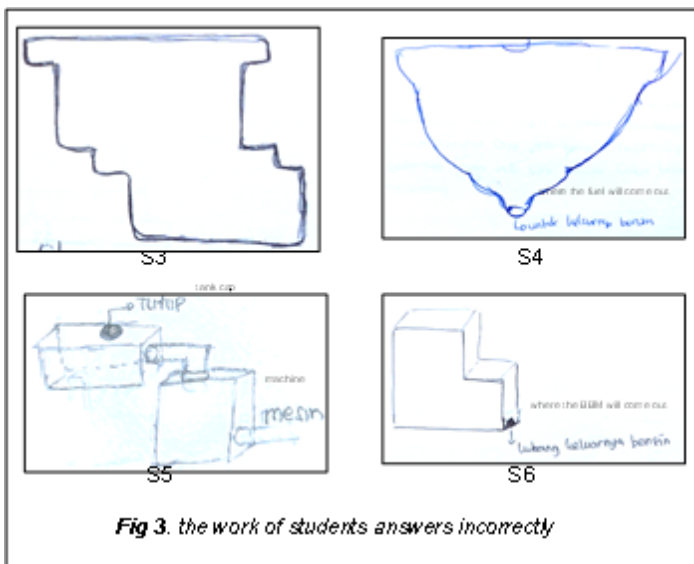 S3
where the fuel will come out
keluarnya bensin
S4
tank cap
TUTUP
machine
mesin
S5
where the BBM will come out
lubang keluarnya bensin
S6
Fig 3. the work of students answers incorrectly